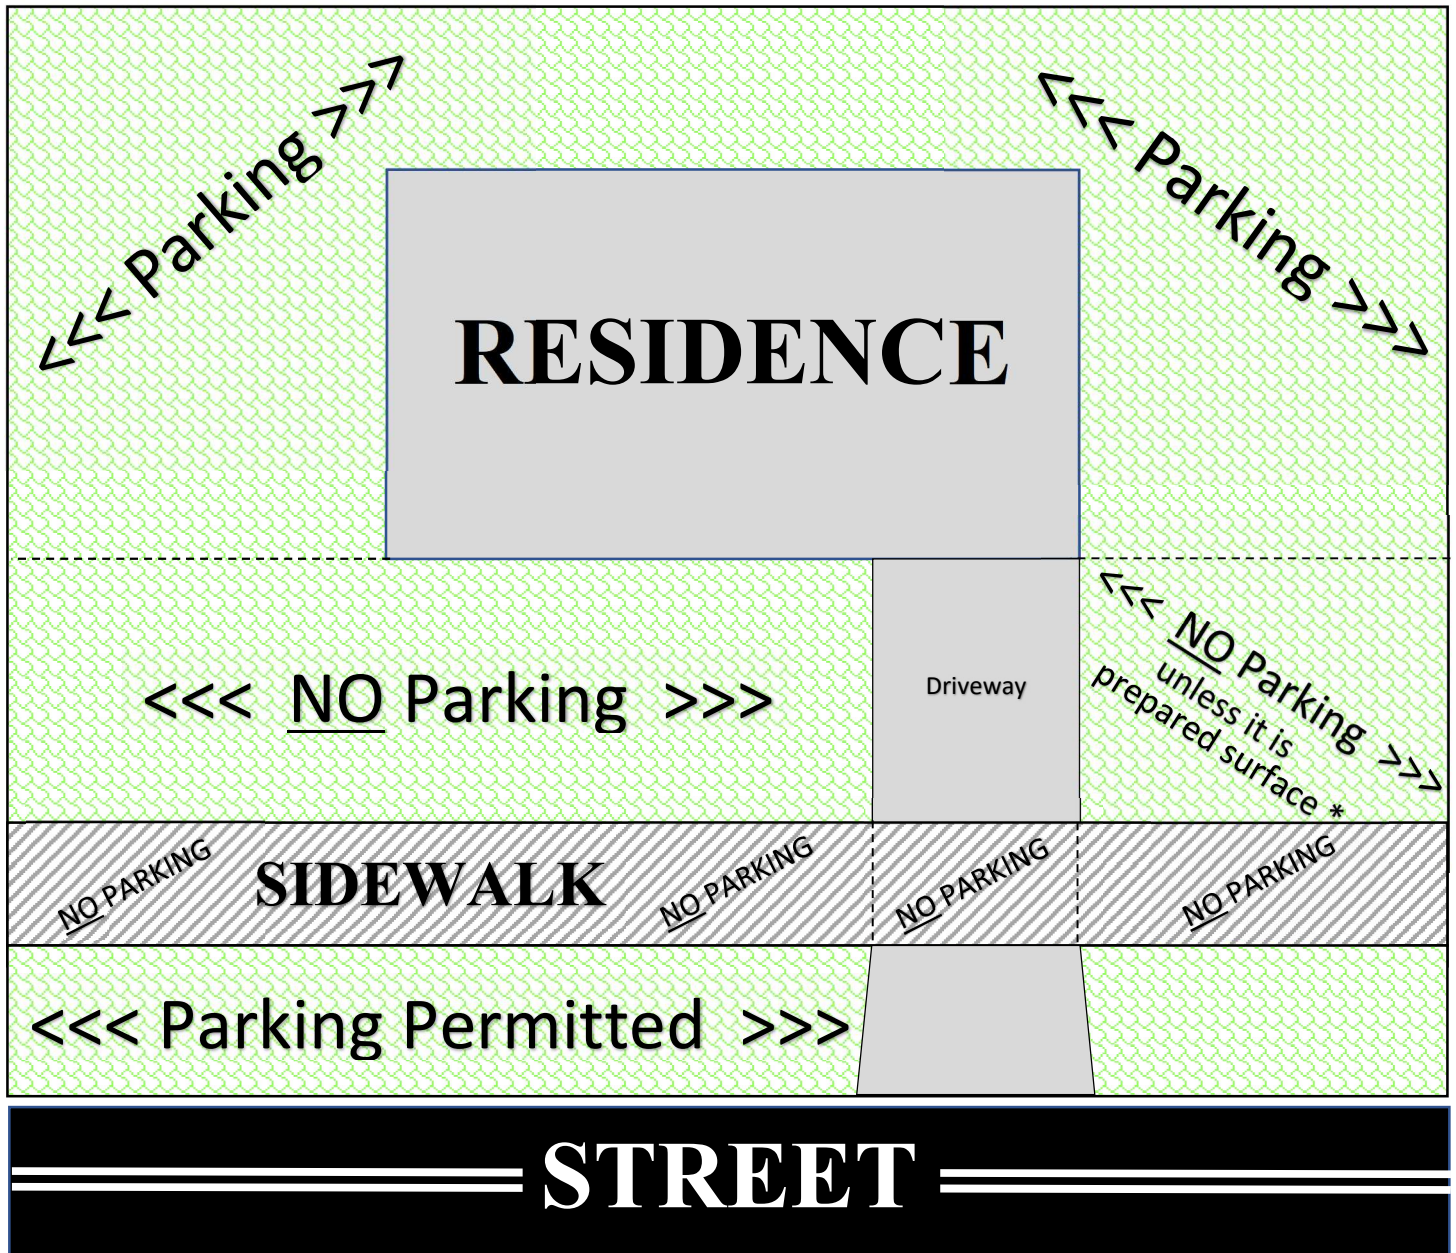 <<< Parking >>>
<<< Parking >>>
RESIDENCE
<<< NO Parking >>>
Driveway
<<< NO Parking >>>
unless it is
prepared surface *
NO PARKING
SIDEWALK
NO PARKING
NO PARKING
NO PARKING
<<< Parking Permitted >>>
STREET